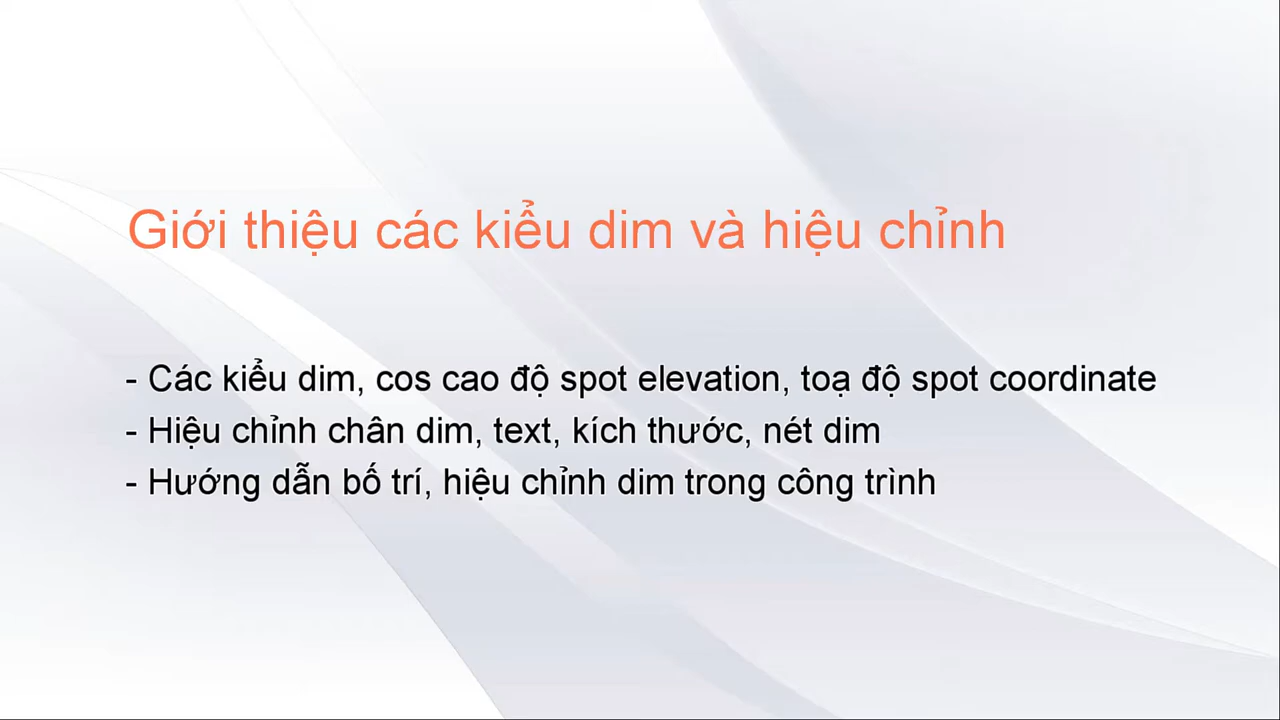 Giới thiệu các kiểu dim và hiệu chỉnh
- Các kiểu dim, cos cao độ spot elevation, toạ độ spot coordinate
- Hiệu chỉnh chân dim, text, kích thước, nét dim
- Hướng dẫn bố trí, hiệu chỉnh dim trong công trình